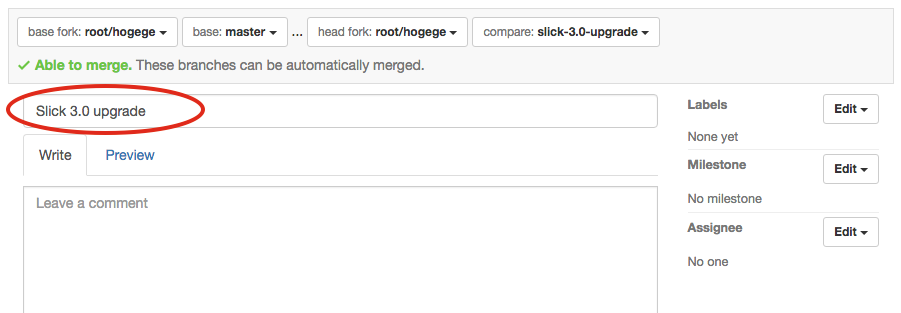 base fork: root/hogege base: master ... head fork: root/hogege compare: slick-3.0-upgrade
Able to merge. These branches can be automatically merged.
Slick 3.0 upgrade
Write Preview
Leave a comment
Labels Edit
None yet
Milestone Edit
No milestone
Assignee Edit
No one